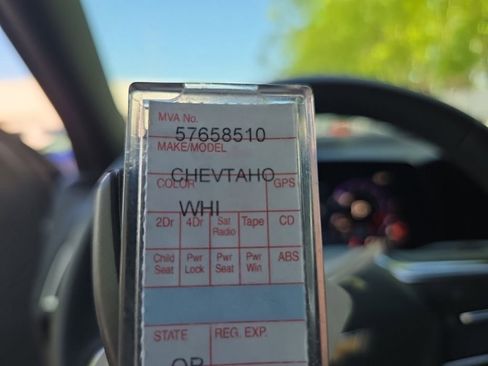 MVA No.
57658510
MAKE/MODEL
CHEVTAHO
COLOR GPS
WHI
2Dr 4Dr Sat Radio Tape CD
Child Seat Pwr Lock Pwr Seat Pwr Win ABS
STATE REG. EXP.